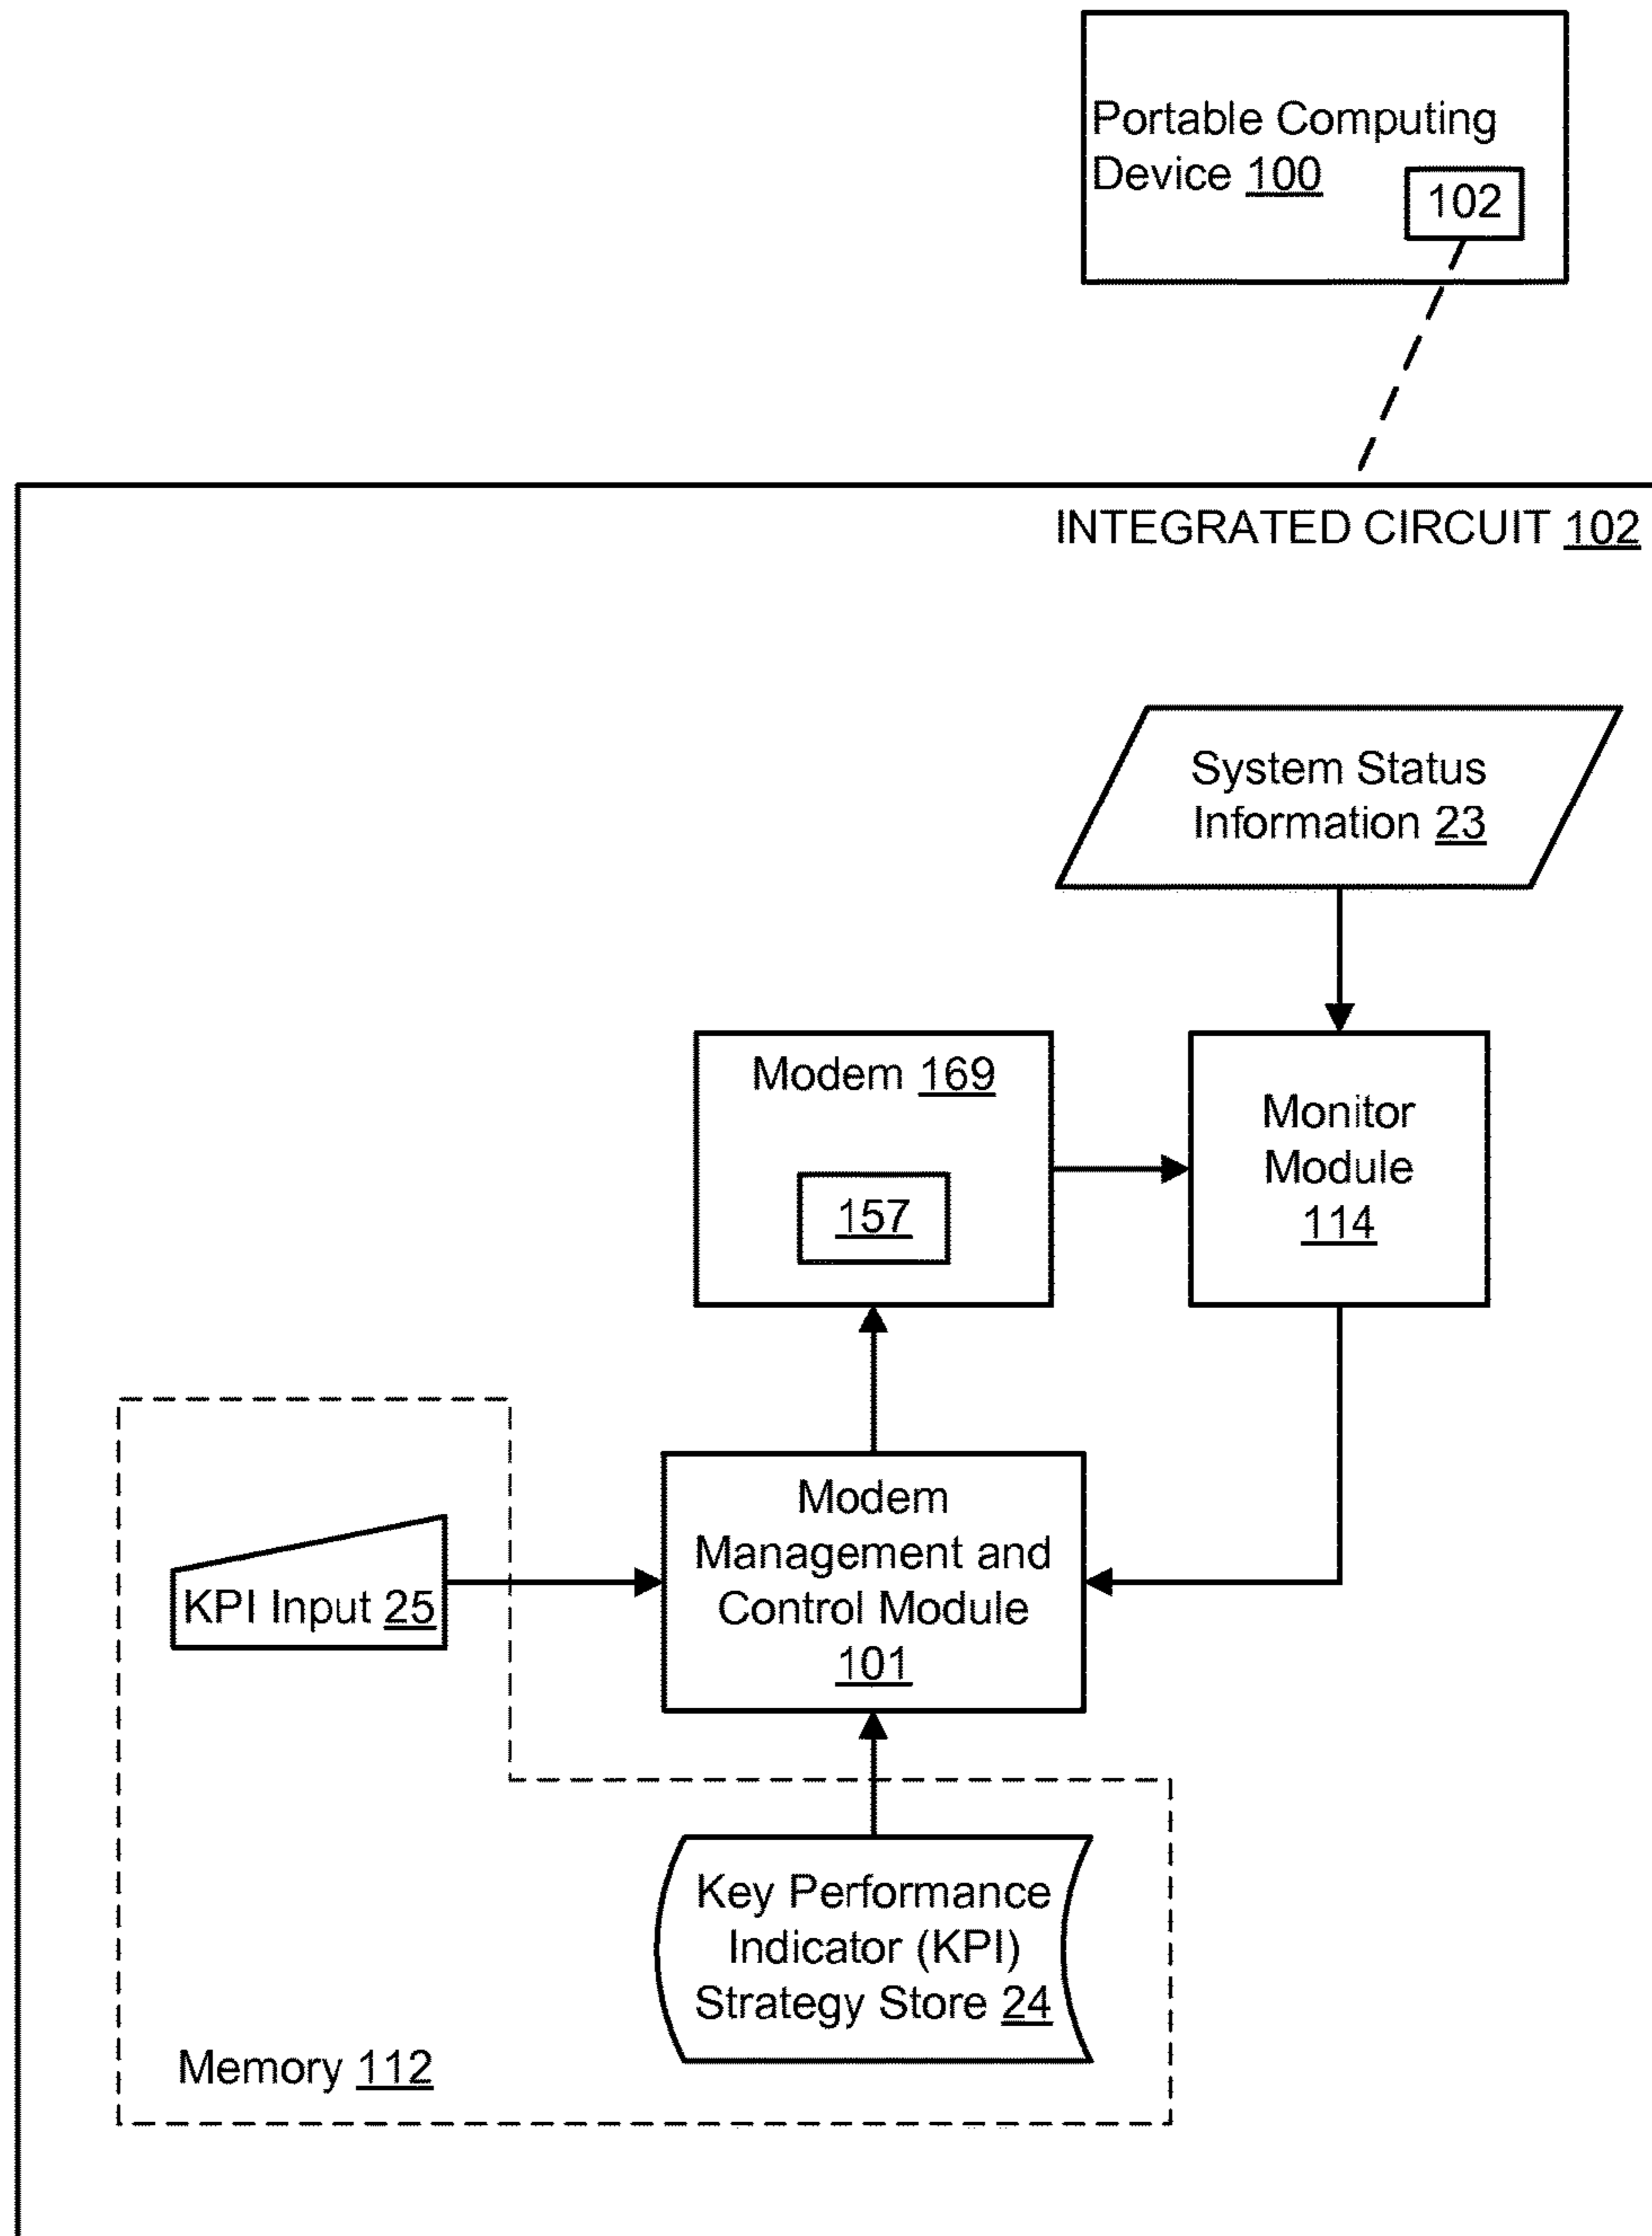 Portable Computing
Device 100
102
INTEGRATED CIRCUIT 102
System Status
Information 23
Modem 169
157
Monitor
Module
114
Modem
Management and
Control Module
101
KPI Input 25
Key Performance
Indicator (KPI)
Strategy Store 24
Memory 112